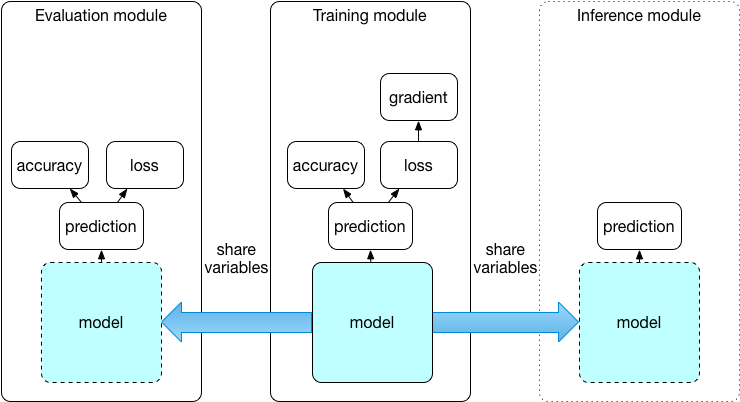 Evaluation module
Training module
Inference module
gradient
accuracy
loss
accuracy
loss
prediction
prediction
prediction
share
variables
share
variables
model
model
model